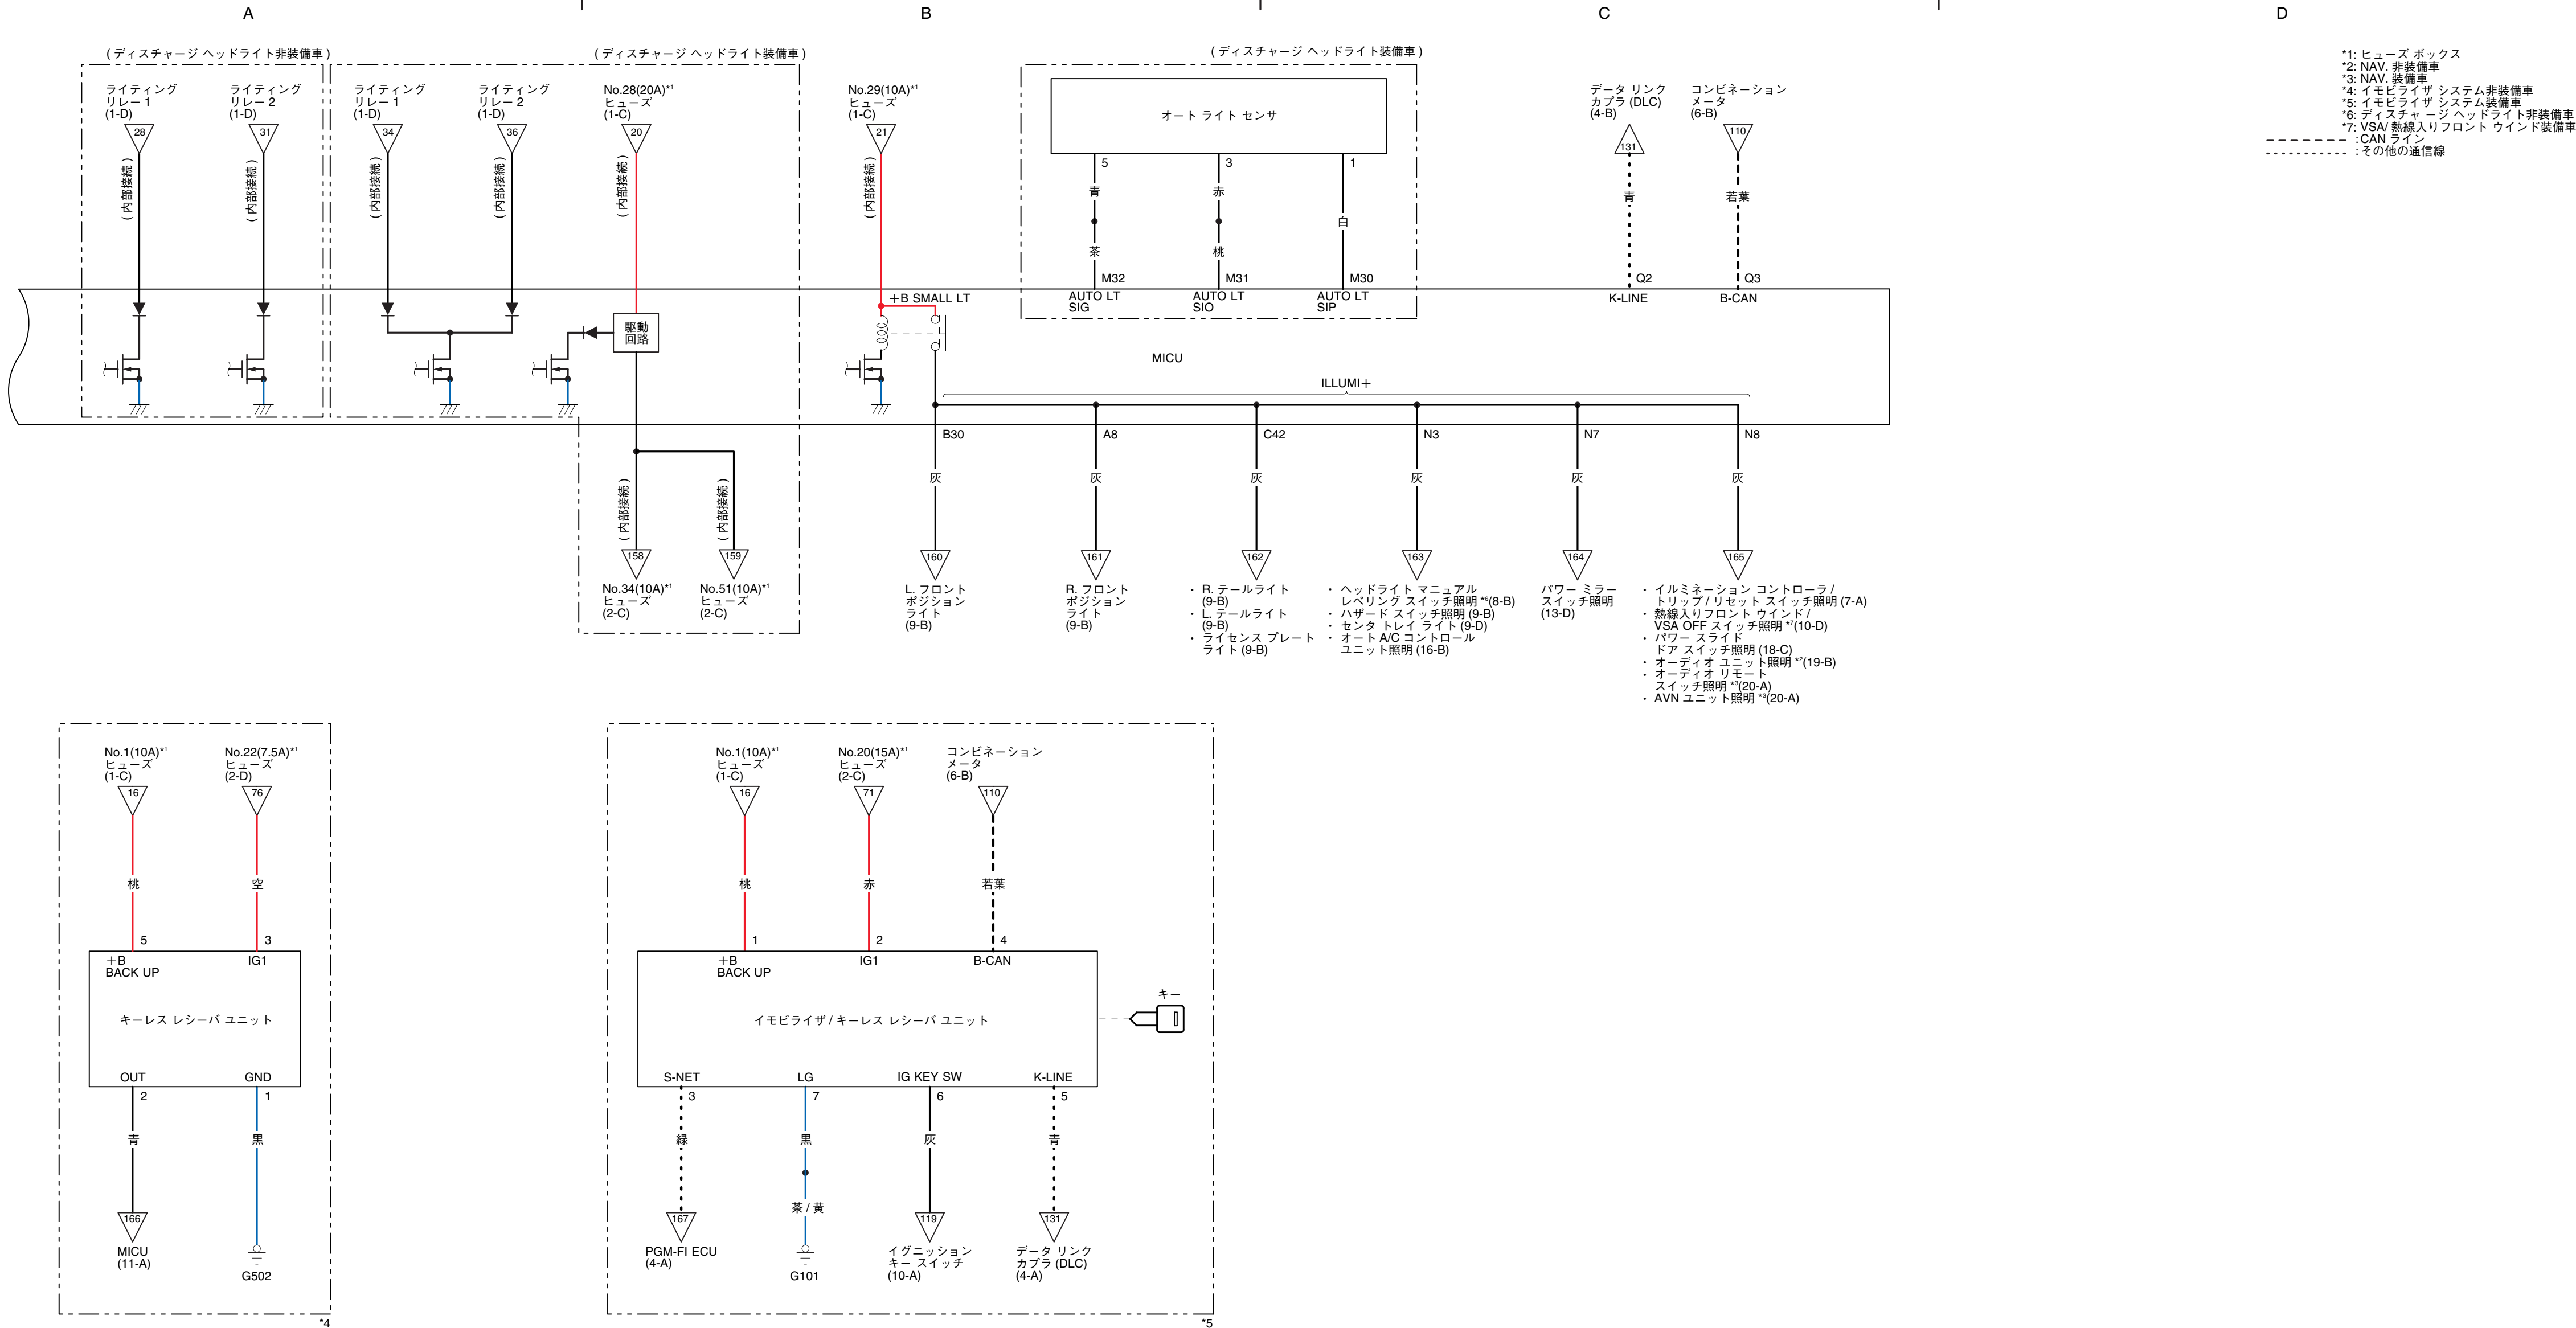 A
B
C
D
( ディスチャージ ヘッドライト非装備車 )
( ディスチャージ ヘッドライト装備車 )
( ディスチャージ ヘッドライト装備車 )
*1: ヒューズ ボックス
*2: NAV. 非装備車
*3: NAV. 装備車
*4: イモビライザ システム非装備車
*5: イモビライザ システム装備車
*6: ディスチャージ ヘッドライト非装備車
*7: VSA/ 熱線入りフロント ウインド装備車
: CAN ライン
: その他の通信線
ライティング
リレー 1
(1-D)
28
( 内部接続 )
ライティング
リレー 2
(1-D)
31
( 内部接続 )
ライティング
リレー 1
(1-D)
34
( 内部接続 )
ライティング
リレー 2
(1-D)
36
( 内部接続 )
No.28(20A)*1
ヒューズ
(1-C)
20
( 内部接続 )
No.29(10A)*1
ヒューズ
(1-C)
21
( 内部接続 )
オート ライト センサ
5
3
1
青
赤
白
茶
桃
M32
M31
M30
AUTO LT
SIG
AUTO LT
SIO
AUTO LT
SIP
データ リンク
カプラ (DLC)
(4-B)
131
青
Q2
K-LINE
コンビネーション
メータ
(6-B)
110
若葉
Q3
B-CAN
+B SMALL LT
駆動
回路
MICU
ILLUMI+
B30
A8
C42
N3
N7
N8
灰
灰
灰
灰
灰
灰
( 内部接続 )
( 内部接続 )
158
159
160
161
162
163
164
165
No.34(10A)*1
ヒューズ
(2-C)
No.51(10A)*1
ヒューズ
(2-C)
L. フロント
ポジション
ライト
(9-B)
R. フロント
ポジション
ライト
(9-B)
・ R. テールライト
(9-B)
・ L. テールライト
(9-B)
・ ライセンス プレート
ライト (9-B)
・ ヘッドライト マニュアル
レベリング スイッチ照明 *6(8-B)
・ ハザード スイッチ照明 (9-B)
・ センタ トレイ ライト (9-D)
・ オート A/C コントロール
ユニット照明 (16-B)
パワー ミラー
スイッチ照明
(13-D)
・ イルミネーション コントローラ /
トリップ / リセット スイッチ照明 (7-A)
・ 熱線入りフロント ウインド /
VSA OFF スイッチ照明 *7(10-D)
・ パワー スライド
ドア スイッチ照明 (18-C)
・ オーディオ ユニット照明 *2(19-B)
・ オーディオ リモート
スイッチ照明 *3(20-A)
・ AVN ユニット照明 *3(20-A)
No.1(10A)*1
ヒューズ
(1-C)
16
桃
5
No.22(7.5A)*1
ヒューズ
(2-D)
76
空
3
+B
BACK UP
IG1
キーレス レシーバ ユニット
OUT
GND
2
1
青
黒
166
MICU
(11-A)
G502
*4
No.1(10A)*1
ヒューズ
(1-C)
16
桃
1
No.20(15A)*1
ヒューズ
(2-C)
71
赤
2
コンビネーション
メータ
(6-B)
110
若葉
4
+B
BACK UP
IG1
B-CAN
イモビライザ / キーレス レシーバ ユニット
キー
S-NET
LG
IG KEY SW
K-LINE
3
7
6
5
緑
黒
灰
青
茶 / 黄
167
119
131
PGM-FI ECU
(4-A)
G101
イグニッション
キー スイッチ
(10-A)
データ リンク
カプラ (DLC)
(4-A)
*5